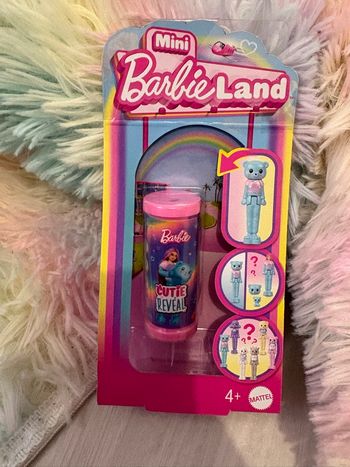 Mini
Barbie Land
Barbie
CUTIE
REVEAL
? ?
?
? ?
?
4+
MATTEL